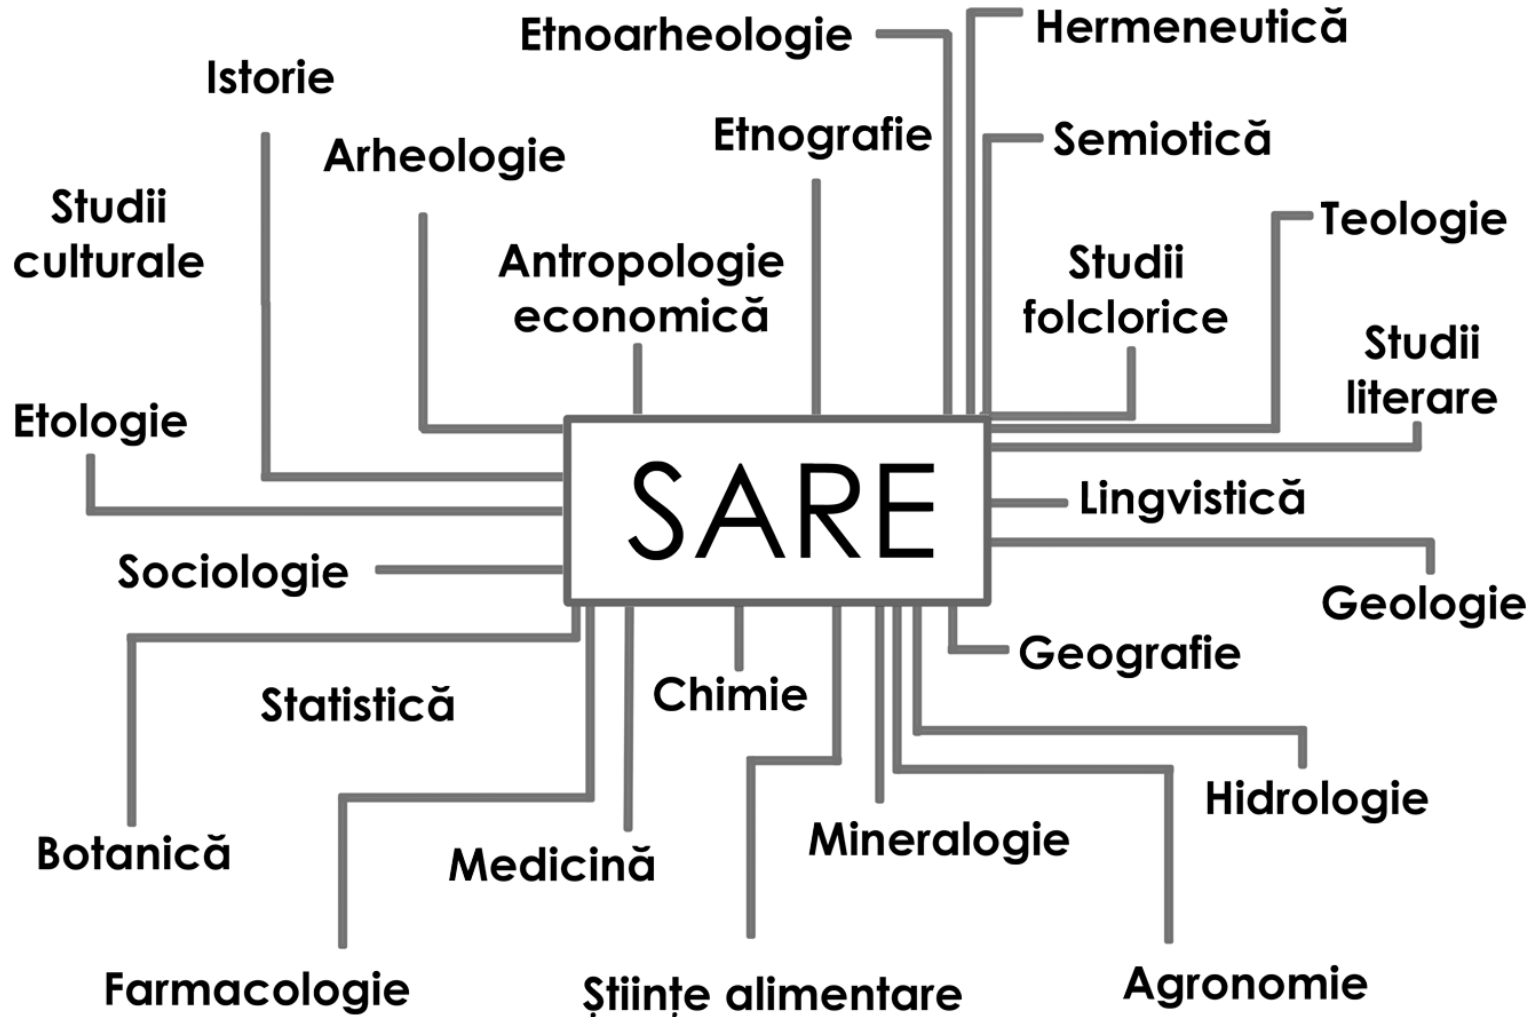 Etnoarheologie
Hermeneutică
Istorie
Etnografie
Semiotică
Arheologie
Studii
culturale
Teologie
Antropologie
economică
Studii
folclorice
Studii
literare
Etologie
SARE
Lingvistică
Sociologie
Geologie
Geografie
Statistică
Chimie
Hidrologie
Botanică
Medicină
Mineralogie
Farmacologie
Științe alimentare
Agronomie